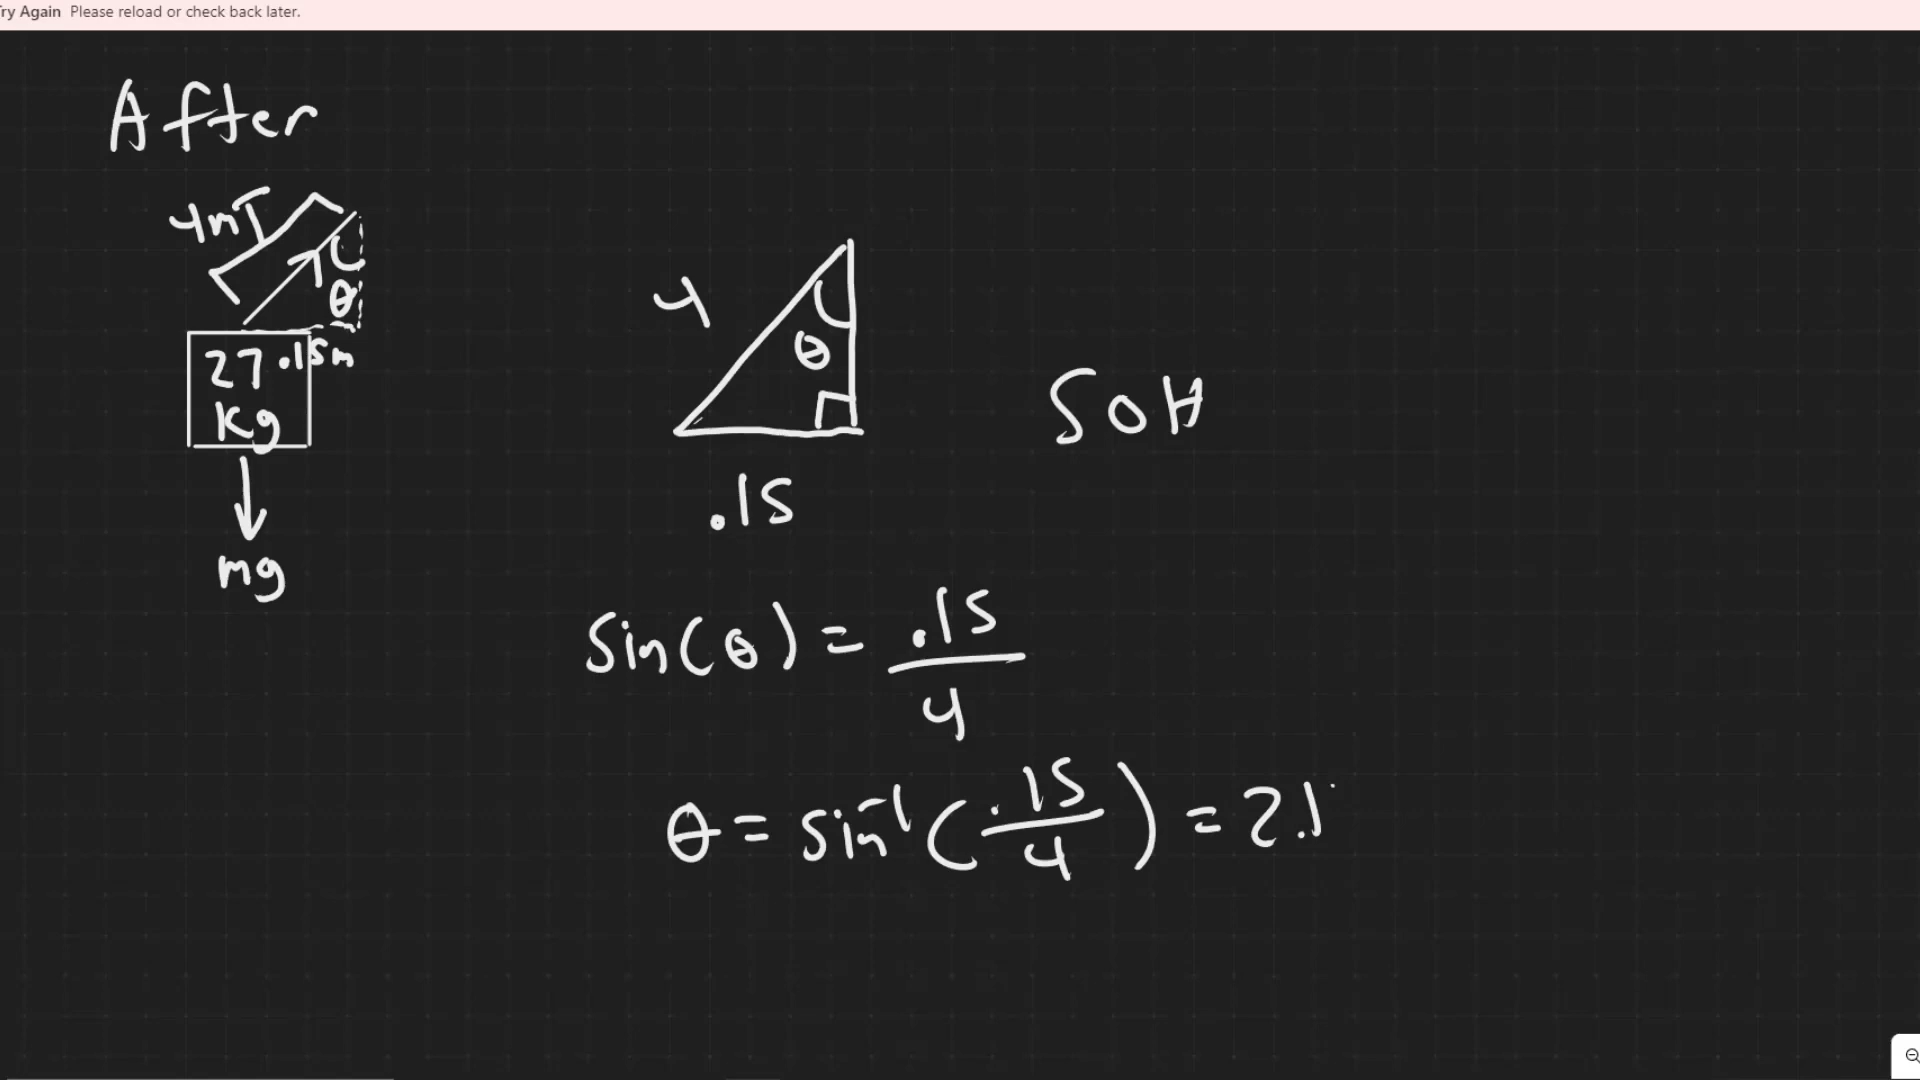 ry Again Please reload or check back later.
After
4m T
θ
27 .15m
kg
mg
4
θ
SOH
.15
sin(θ) = .15/4
θ = sin⁻¹(.15/4) = 2.1